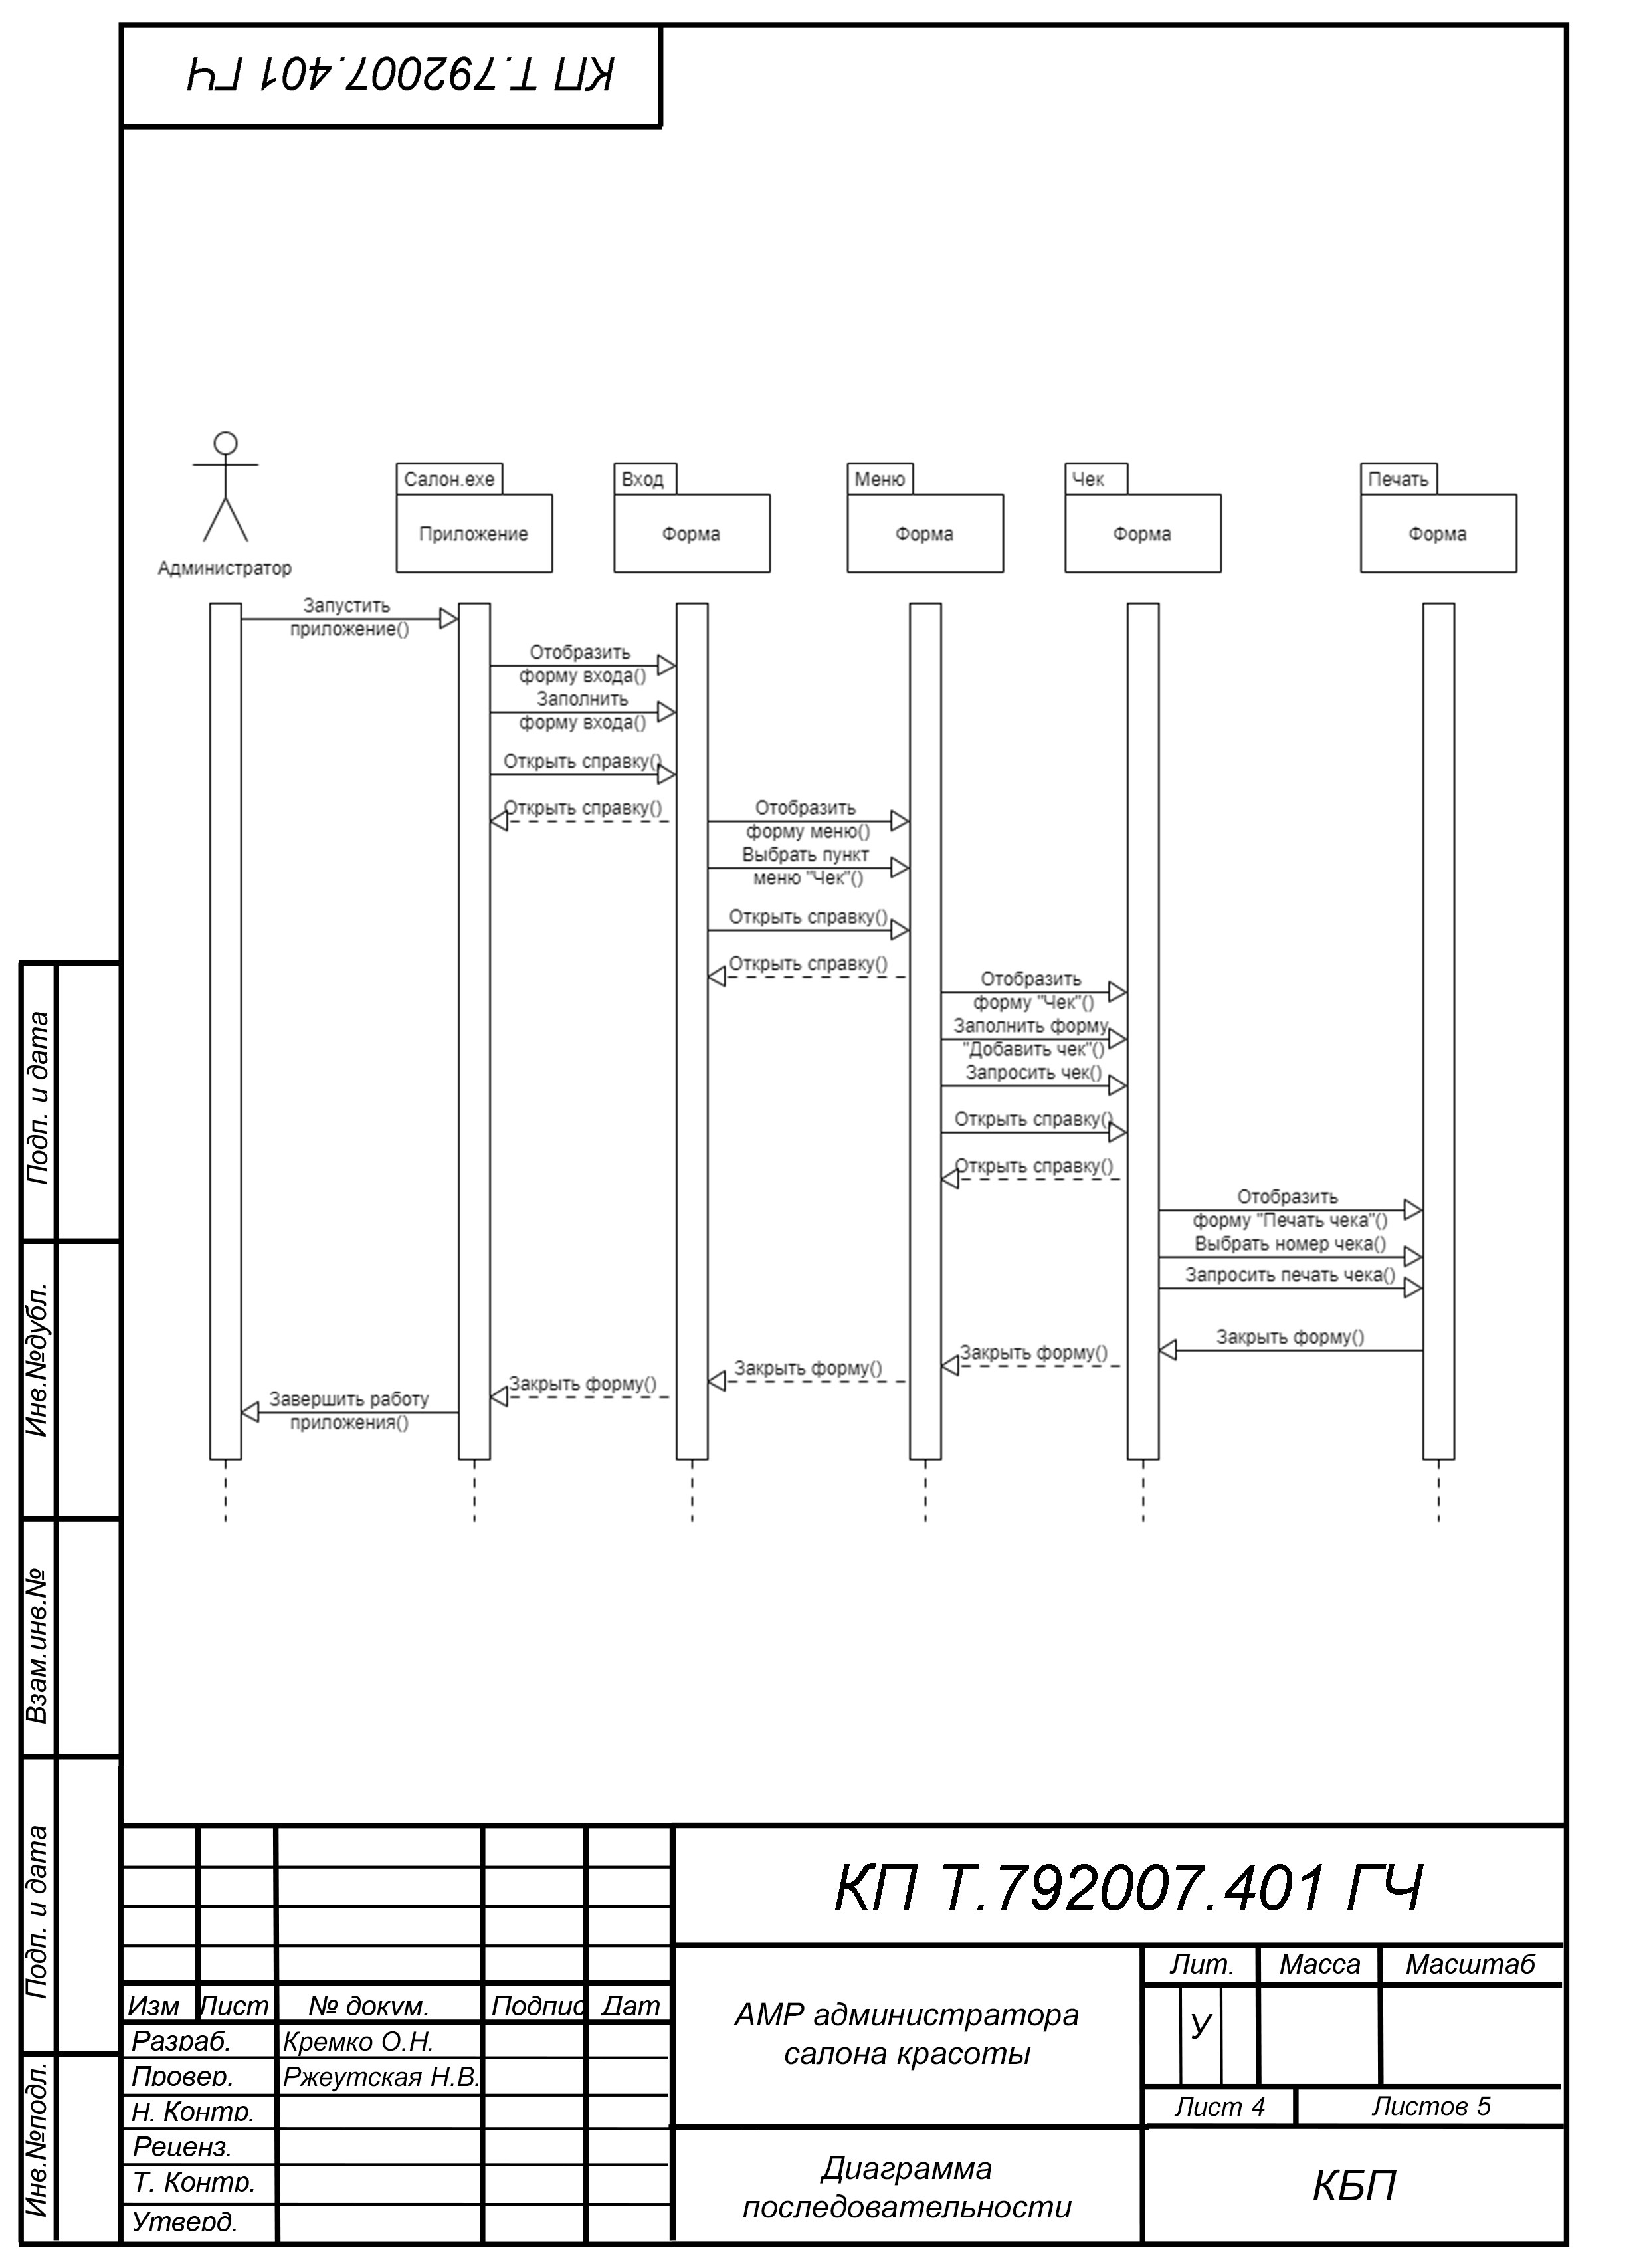 КП Т.792007.401 ГЧ
Администратор
Салон.exe
Приложение
Вход
Форма
Меню
Форма
Чек
Форма
Печать
Форма
Запустить
приложение()
Отобразить
форму входа()
Заполнить
форму входа()
Открыть справку()
Открыть справку()
Отобразить
форму меню()
Выбрать пункт
меню "Чек"()
Открыть справку()
Открыть справку()
Отобразить
форму "Чек"()
Заполнить форму
"Добавить чек"()
Запросить чек()
Открыть справку()
Открыть справку()
Отобразить
форму "Печать чека"()
Выбрать номер чека()
Запросить печать чека()
Закрыть форму()
Закрыть форму()
Закрыть форму()
Закрыть форму()
Завершить работу
приложения()
Подп. и дата
Инв.№дубл.
Взам.инв.№
Подп. и дата
Инв.№подл.
КП Т.792007.401 ГЧ
Изм Лист № докум. Подпис Дат
Разраб. Кремко О.Н.
Провер. Ржеутская Н.В.
Н. Контр.
Реценз.
Т. Контр.
Утверд.
АМР администратора
салона красоты
Диаграмма
последовательности
Лит. Масса Масштаб
У
Лист 4 Листов 5
КБП